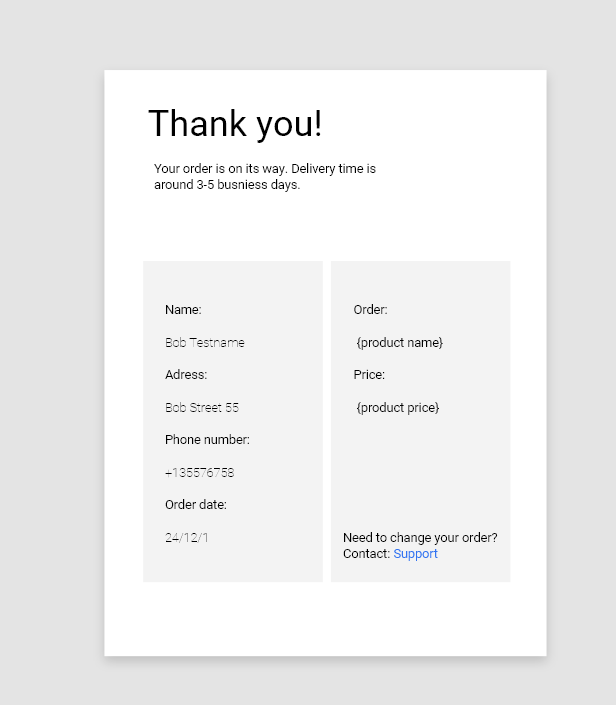 Thank you!
Your order is on its way. Delivery time is
around 3-5 busniess days.
Name:
Bob Testname
Adress:
Bob Street 55
Phone number:
+135576758
Order date:
24/12/1
Order:
{product name}
Price:
{product price}
Need to change your order?
Contact: Support